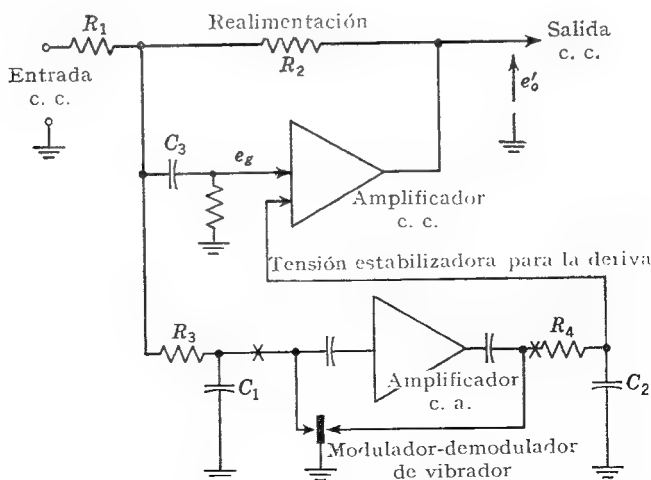 R₁
Realimentación
R₂
Salida
c. c.
Entrada
c. c.
e'ₒ
C₃
e_g
Amplificador
c. c.
Tensión estabilizadora para la deriva
R₃
R₄
C₁
Amplificador
c. a.
C₂
Modulador-demodulador
de vibrador